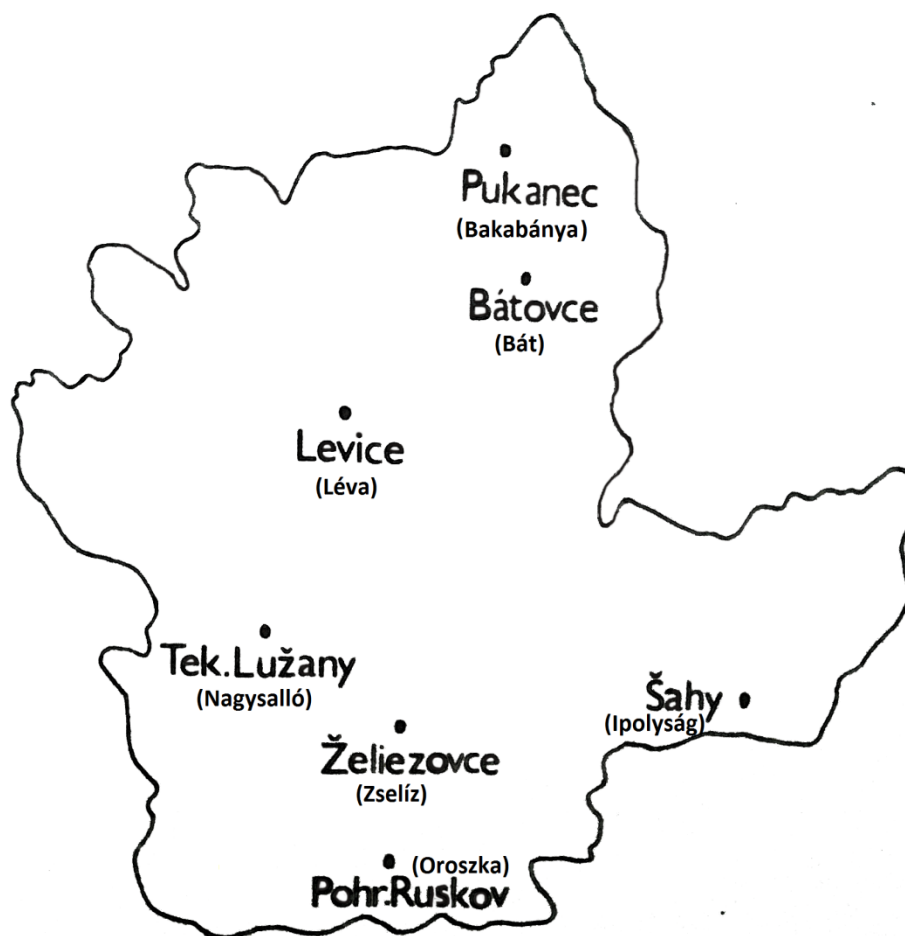 Pukanec
(Bakabánya)
Bátovce
(Bát)
Levice
(Léva)
Tek.Lužany
(Nagysalló)
Šahy
(Ipolyság)
Želiezovce
(Zselíz)
(Oroszka)
Pohr.Ruskov